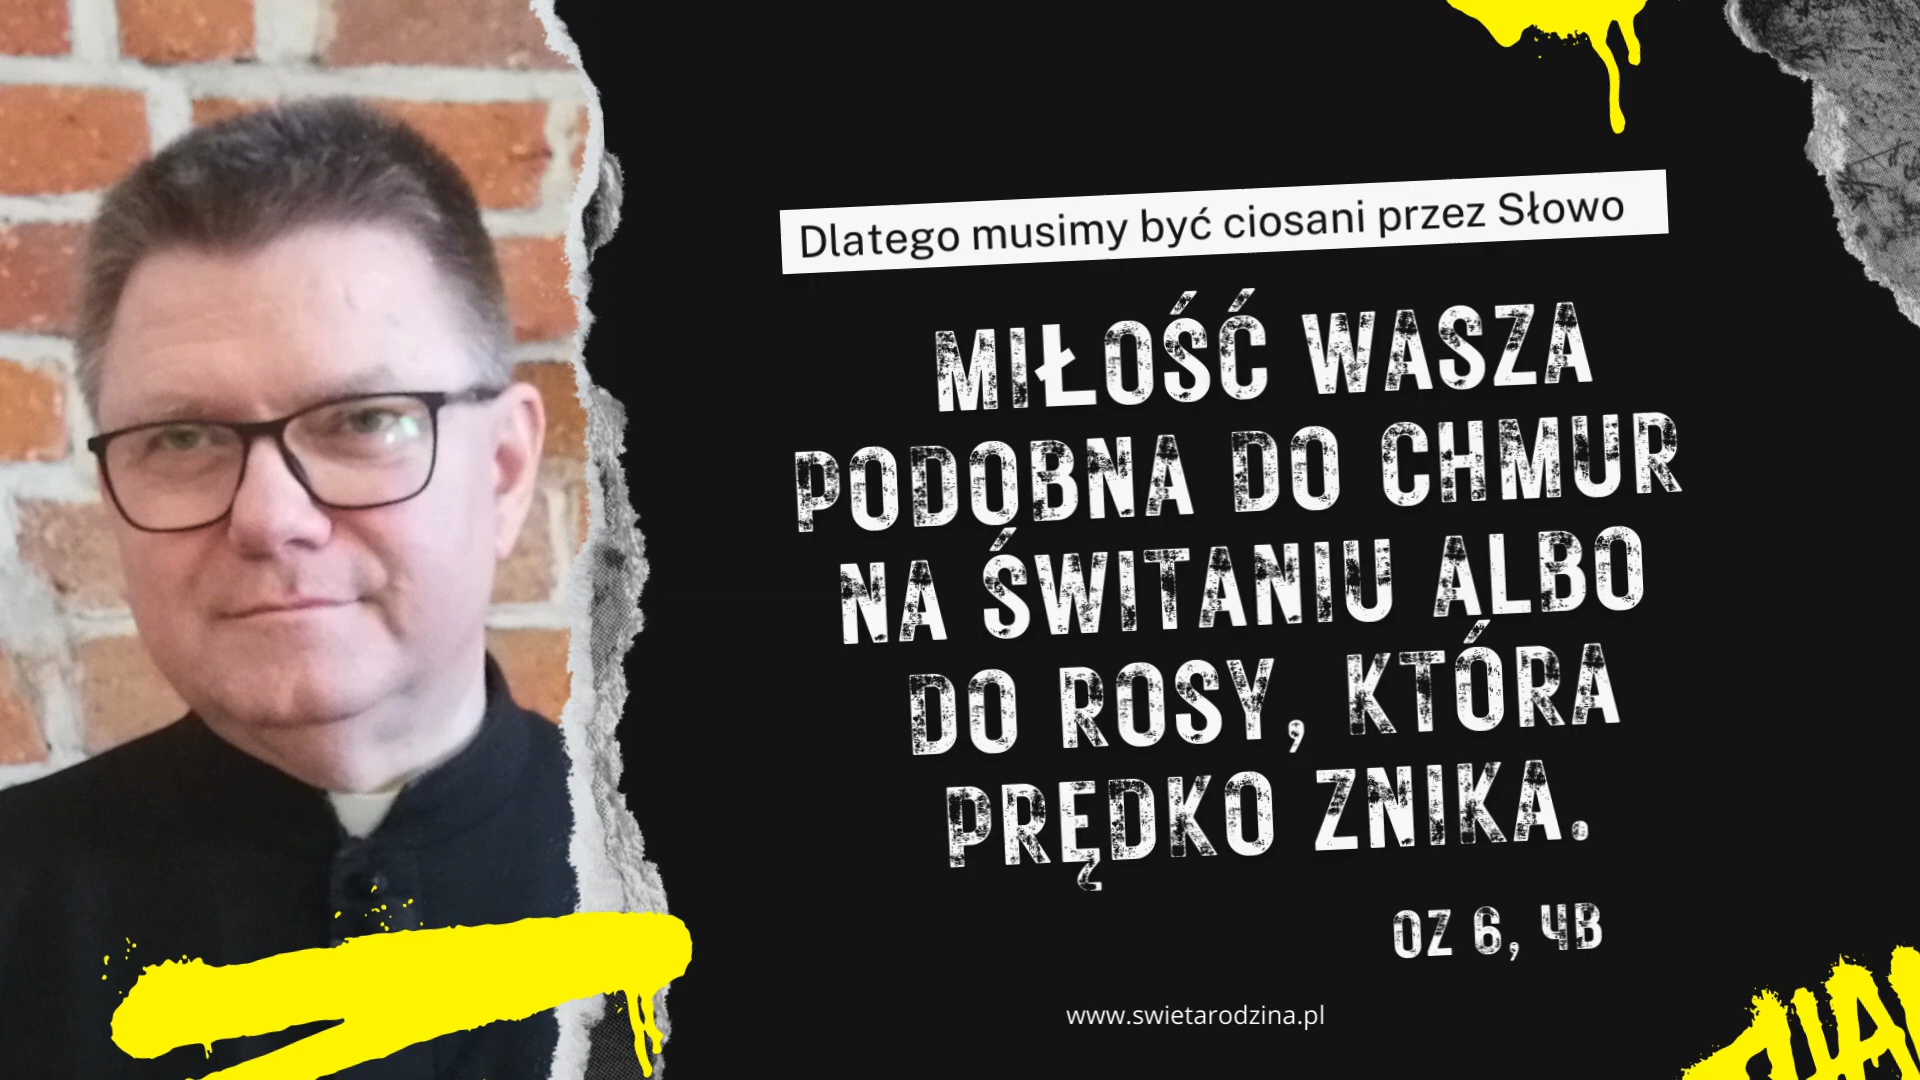 Dlatego musimy być ciosani przez Słowo
MIŁOŚĆ WASZA
PODOBNA DO CHMUR
NA ŚWITANIU ALBO
DO ROSY, KTÓRA
PRĘDKO ZNIKA.
OZ 6, 4B
www.swietarodzina.pl